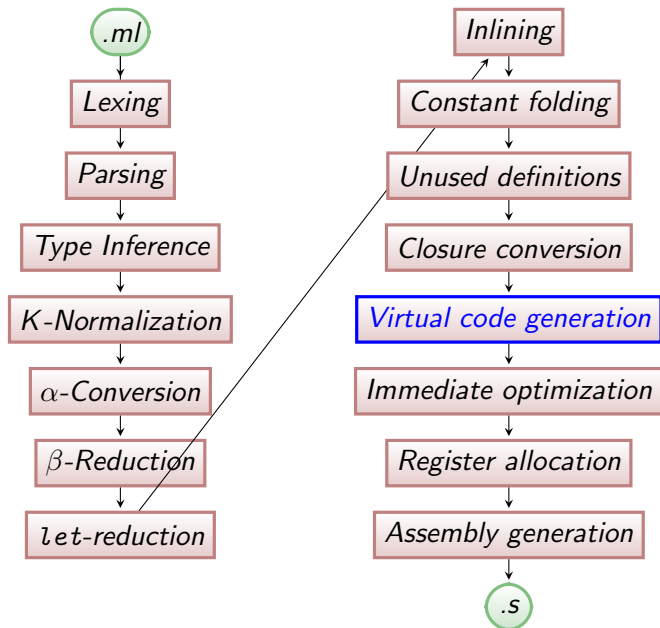 .ml
Lexing
Parsing
Type Inference
K-Normalization
α-Conversion
β-Reduction
let-reduction
Inlining
Constant folding
Unused definitions
Closure conversion
Virtual code generation
Immediate optimization
Register allocation
Assembly generation
.s